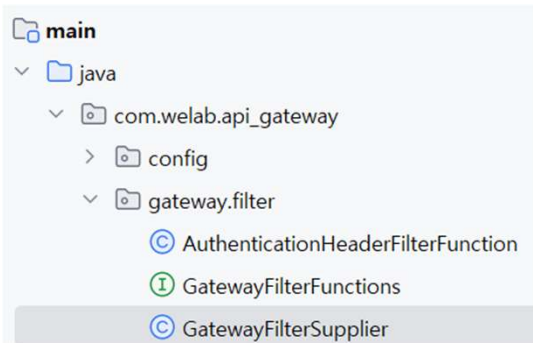 main
java
com.welab.api_gateway
config
gateway.filter
C AuthenticationHeaderFilterFunction
I GatewayFilterFunctions
C GatewayFilterSupplier